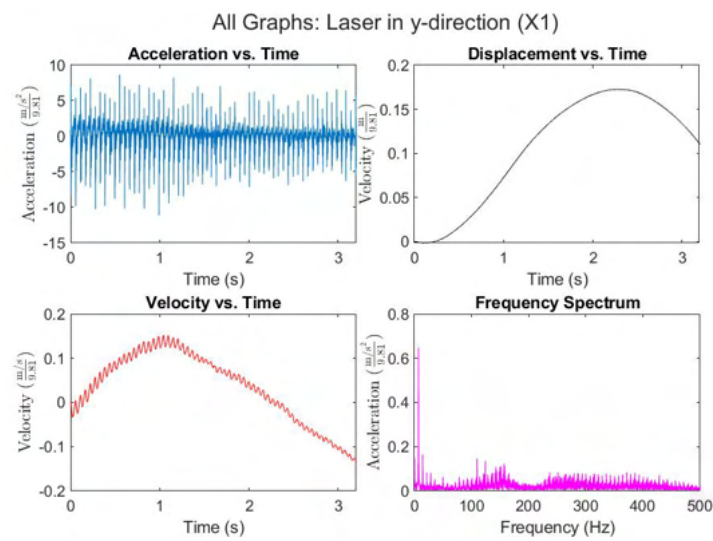 All Graphs: Laser in y-direction (X1)
Acceleration vs. Time
Acceleration (m/s²/9.81)
10
5
0
-5
-10
-15
0 1 2 3
Time (s)
Displacement vs. Time
Velocity (m/9.81)
0.2
0.15
0.1
0.05
0
0 1 2 3
Time (s)
Velocity vs. Time
Velocity (m/s/9.81)
0.2
0.1
0
-0.1
-0.2
0 1 2 3
Time (s)
Frequency Spectrum
Acceleration (m/s²/9.81)
0.8
0.6
0.4
0.2
0
0 100 200 300 400 500
Frequency (Hz)